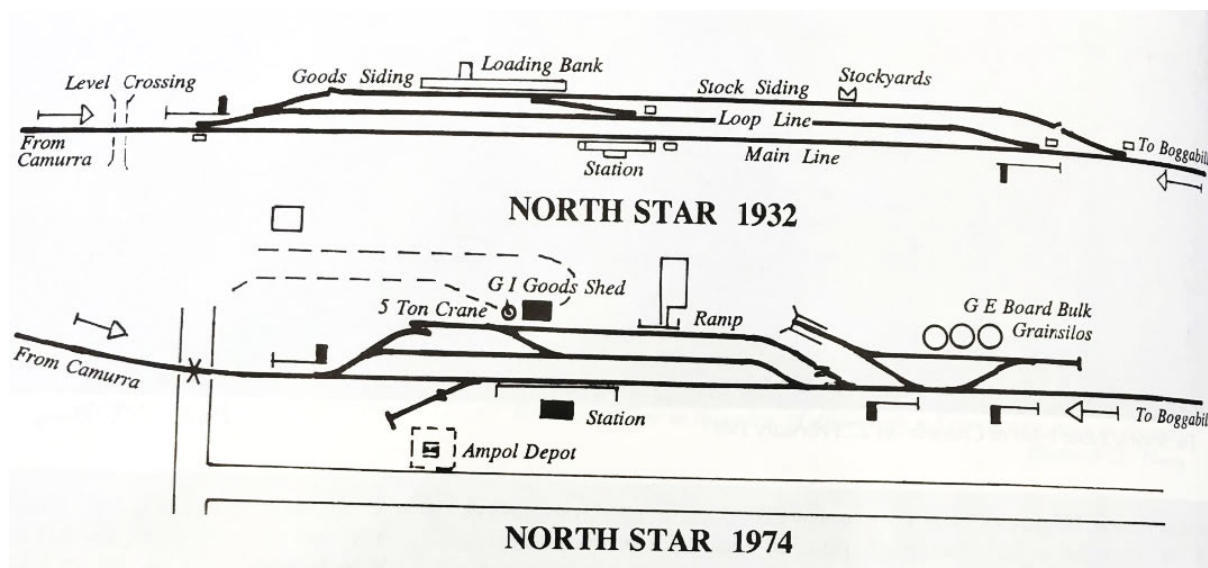 Level Crossing
Goods Siding
Loading Bank
Stock Siding
Stockyards
From
Camurra
Loop Line
Main Line
Station
To Boggabill
NORTH STAR 1932
G I Goods Shed
5 Ton Crane
Ramp
G E Board Bulk
Grainsilos
From Camurra
Station
To Boggabill
Ampol Depot
NORTH STAR 1974